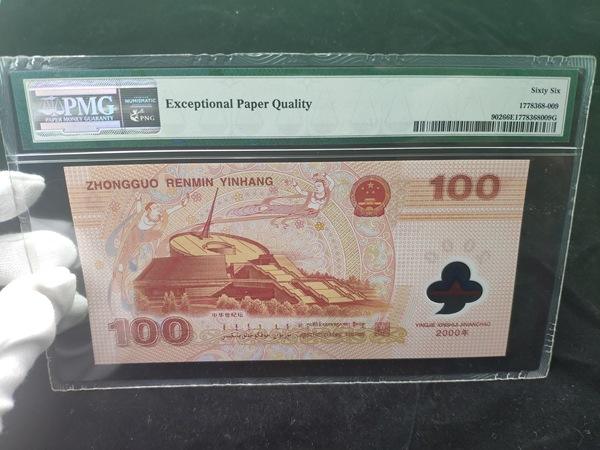 PMG
PAPER MONEY GUARANTY
NUMISMATIC
PNG
Exceptional Paper Quality
Sixty Six
1778368-009
90266E1778368009G
ZHONGGUO RENMIN YINHANG
100
中华世纪坛
100
YINGJIE XINSHIJI JINIANCHAO
2000年